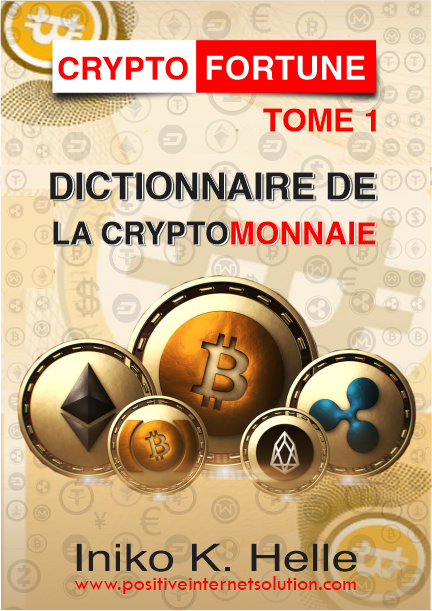 CRYPTO FORTUNE
TOME 1
DICTIONNAIRE DE
LA CRYPTOMONNAIE
Iniko K. Helle
www.positiveinternetsolution.com